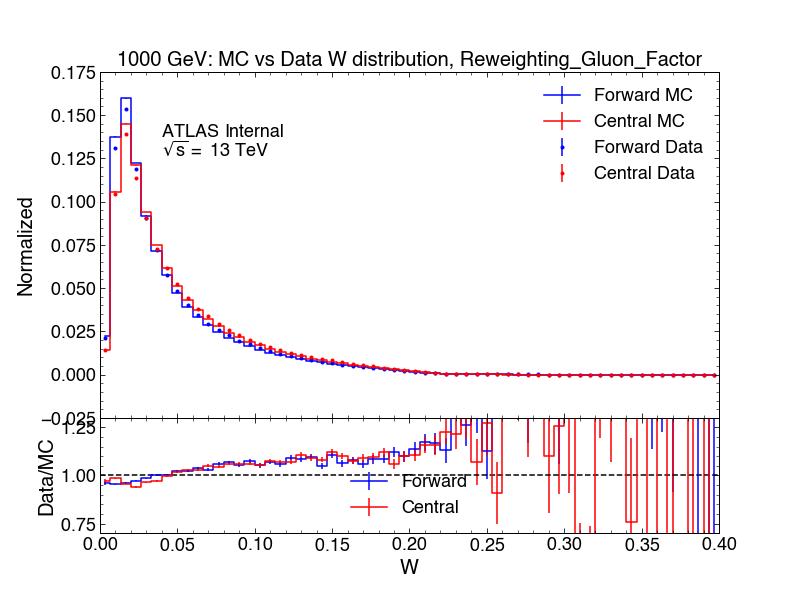 1000 GeV: MC vs Data W distribution, Reweighting_Gluon_Factor
0.175
0.150
0.125
0.100
0.075
0.050
0.025
0.000
−0.025
Normalized
ATLAS Internal
√s = 13 TeV
Forward MC
Central MC
Forward Data
Central Data
1.25
1.00
0.75
Data/MC
Forward
Central
0.00 0.05 0.10 0.15 0.20 0.25 0.30 0.35 0.40
W